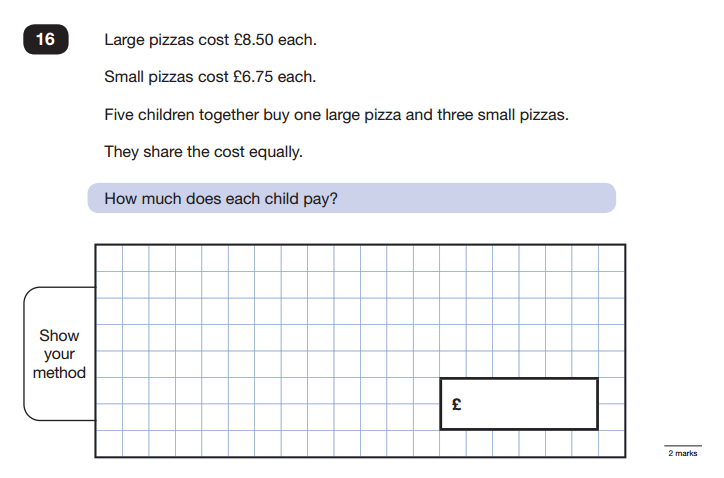 16
Large pizzas cost £8.50 each.
Small pizzas cost £6.75 each.
Five children together buy one large pizza and three small pizzas.
They share the cost equally.
How much does each child pay?
Show
your
method
£
2 marks